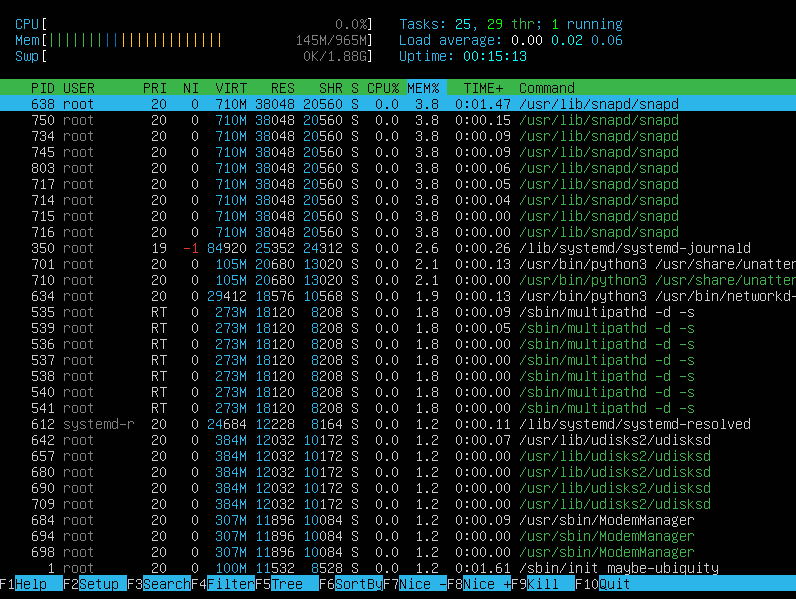 CPU[ 0.0%] Tasks: 25, 29 thr; 1 running
Mem[||||||||||||||||||||||| 145M/965M] Load average: 0.00 0.02 0.06
Swp[ 0K/1.88G] Uptime: 00:15:13
PID USER PRI NI VIRT RES SHR S CPU% MEM% TIME+ Command
638 root 20 0 710M 38048 20560 S 0.0 3.8 0:01.47 /usr/lib/snapd/snapd
750 root 20 0 710M 38048 20560 S 0.0 3.8 0:00.15 /usr/lib/snapd/snapd
734 root 20 0 710M 38048 20560 S 0.0 3.8 0:00.09 /usr/lib/snapd/snapd
745 root 20 0 710M 38048 20560 S 0.0 3.8 0:00.09 /usr/lib/snapd/snapd
803 root 20 0 710M 38048 20560 S 0.0 3.8 0:00.06 /usr/lib/snapd/snapd
717 root 20 0 710M 38048 20560 S 0.0 3.8 0:00.05 /usr/lib/snapd/snapd
714 root 20 0 710M 38048 20560 S 0.0 3.8 0:00.04 /usr/lib/snapd/snapd
715 root 20 0 710M 38048 20560 S 0.0 3.8 0:00.00 /usr/lib/snapd/snapd
716 root 20 0 710M 38048 20560 S 0.0 3.8 0:00.00 /usr/lib/snapd/snapd
350 root 19 -1 84920 25352 24312 S 0.0 2.6 0:00.26 /lib/systemd/systemd-journald
701 root 20 0 105M 20680 13020 S 0.0 2.1 0:00.13 /usr/bin/python3 /usr/share/unatter
710 root 20 0 105M 20680 13020 S 0.0 2.1 0:00.00 /usr/bin/python3 /usr/share/unatter
634 root 20 0 29412 18576 10568 S 0.0 1.9 0:00.13 /usr/bin/python3 /usr/bin/networkd-
535 root RT 0 273M 18120 8208 S 0.0 1.8 0:00.09 /sbin/multipathd -d -s
539 root RT 0 273M 18120 8208 S 0.0 1.8 0:00.05 /sbin/multipathd -d -s
536 root RT 0 273M 18120 8208 S 0.0 1.8 0:00.00 /sbin/multipathd -d -s
537 root RT 0 273M 18120 8208 S 0.0 1.8 0:00.00 /sbin/multipathd -d -s
538 root RT 0 273M 18120 8208 S 0.0 1.8 0:00.00 /sbin/multipathd -d -s
540 root RT 0 273M 18120 8208 S 0.0 1.8 0:00.00 /sbin/multipathd -d -s
541 root RT 0 273M 18120 8208 S 0.0 1.8 0:00.00 /sbin/multipathd -d -s
612 systemd-r 20 0 24684 12228 8164 S 0.0 1.2 0:00.11 /lib/systemd/systemd-resolved
642 root 20 0 384M 12032 10172 S 0.0 1.2 0:00.07 /usr/lib/udisks2/udisksd
657 root 20 0 384M 12032 10172 S 0.0 1.2 0:00.00 /usr/lib/udisks2/udisksd
680 root 20 0 384M 12032 10172 S 0.0 1.2 0:00.00 /usr/lib/udisks2/udisksd
690 root 20 0 384M 12032 10172 S 0.0 1.2 0:00.00 /usr/lib/udisks2/udisksd
709 root 20 0 384M 12032 10172 S 0.0 1.2 0:00.00 /usr/lib/udisks2/udisksd
684 root 20 0 307M 11896 10084 S 0.0 1.2 0:00.09 /usr/sbin/ModemManager
694 root 20 0 307M 11896 10084 S 0.0 1.2 0:00.00 /usr/sbin/ModemManager
698 root 20 0 307M 11896 10084 S 0.0 1.2 0:00.00 /usr/sbin/ModemManager
1 root 20 0 100M 11532 8528 S 0.0 1.2 0:01.61 /sbin/init maybe-ubiquity
F1Help F2Setup F3SearchF4FilterF5Tree F6SortByF7Nice -F8Nice +F9Kill F10Quit